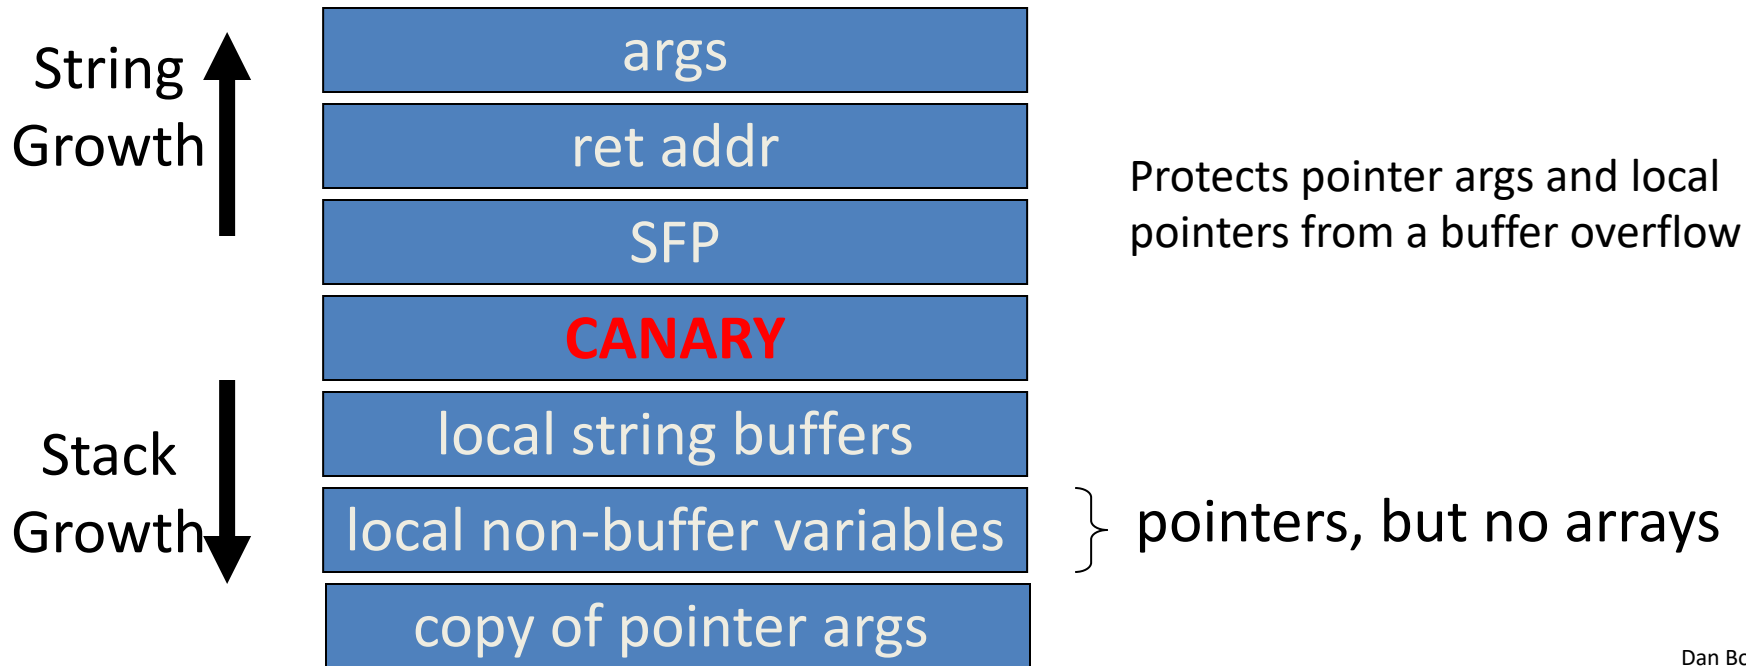 String
Growth
args
ret addr
SFP
CANARY
local string buffers
local non-buffer variables
copy of pointer args
Stack
Growth
Protects pointer args and local
pointers from a buffer overflow
pointers, but no arrays
Dan